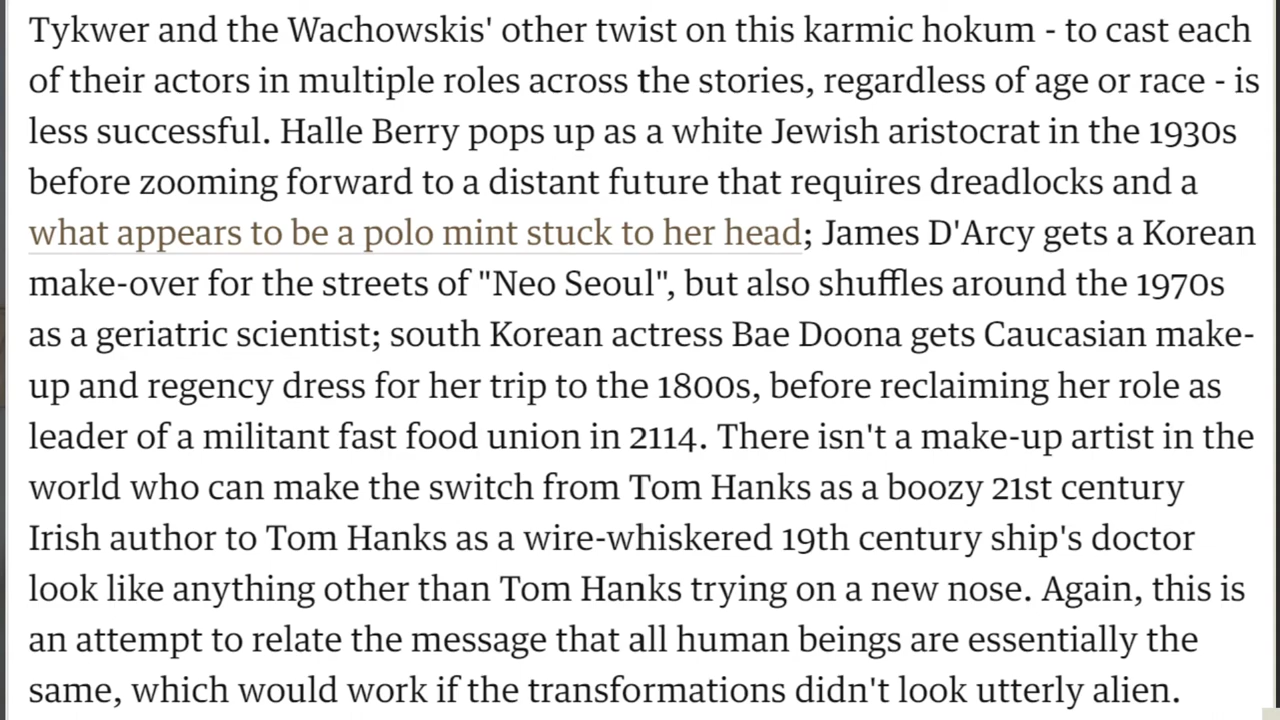 Tykwer and the Wachowskis' other twist on this karmic hokum - to cast each
of their actors in multiple roles across the stories, regardless of age or race - is
less successful. Halle Berry pops up as a white Jewish aristocrat in the 1930s
before zooming forward to a distant future that requires dreadlocks and a
what appears to be a polo mint stuck to her head; James D'Arcy gets a Korean
make-over for the streets of "Neo Seoul", but also shuffles around the 1970s
as a geriatric scientist; south Korean actress Bae Doona gets Caucasian make-
up and regency dress for her trip to the 1800s, before reclaiming her role as
leader of a militant fast food union in 2114. There isn't a make-up artist in the
world who can make the switch from Tom Hanks as a boozy 21st century
Irish author to Tom Hanks as a wire-whiskered 19th century ship's doctor
look like anything other than Tom Hanks trying on a new nose. Again, this is
an attempt to relate the message that all human beings are essentially the
same, which would work if the transformations didn't look utterly alien.